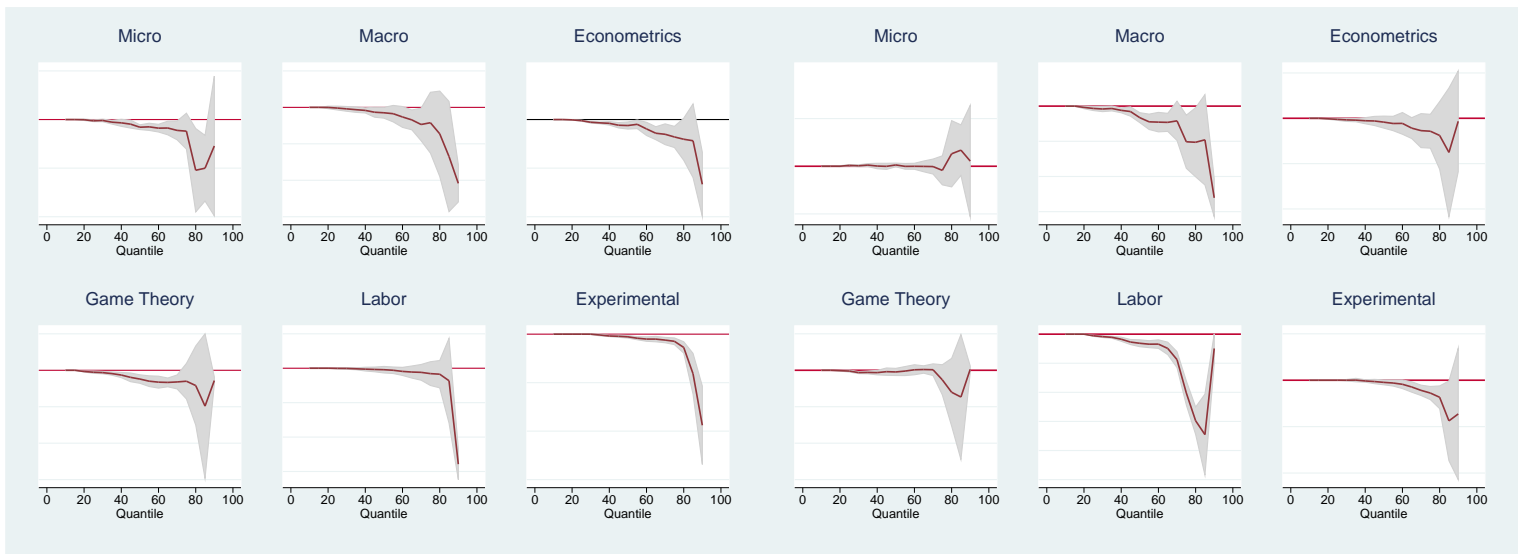 Micro Macro Econometrics Micro Macro Econometrics
0 20 40 60 80 100 0 20 40 60 80 100 0 20 40 60 80 100 0 20 40 60 80 100 0 20 40 60 80 100 0 20 40 60 80 100
Quantile Quantile Quantile Quantile Quantile Quantile
Game Theory Labor Experimental Game Theory Labor Experimental
0 20 40 60 80 100 0 20 40 60 80 100 0 20 40 60 80 100 0 20 40 60 80 100 0 20 40 60 80 100 0 20 40 60 80 100
Quantile Quantile Quantile Quantile Quantile Quantile